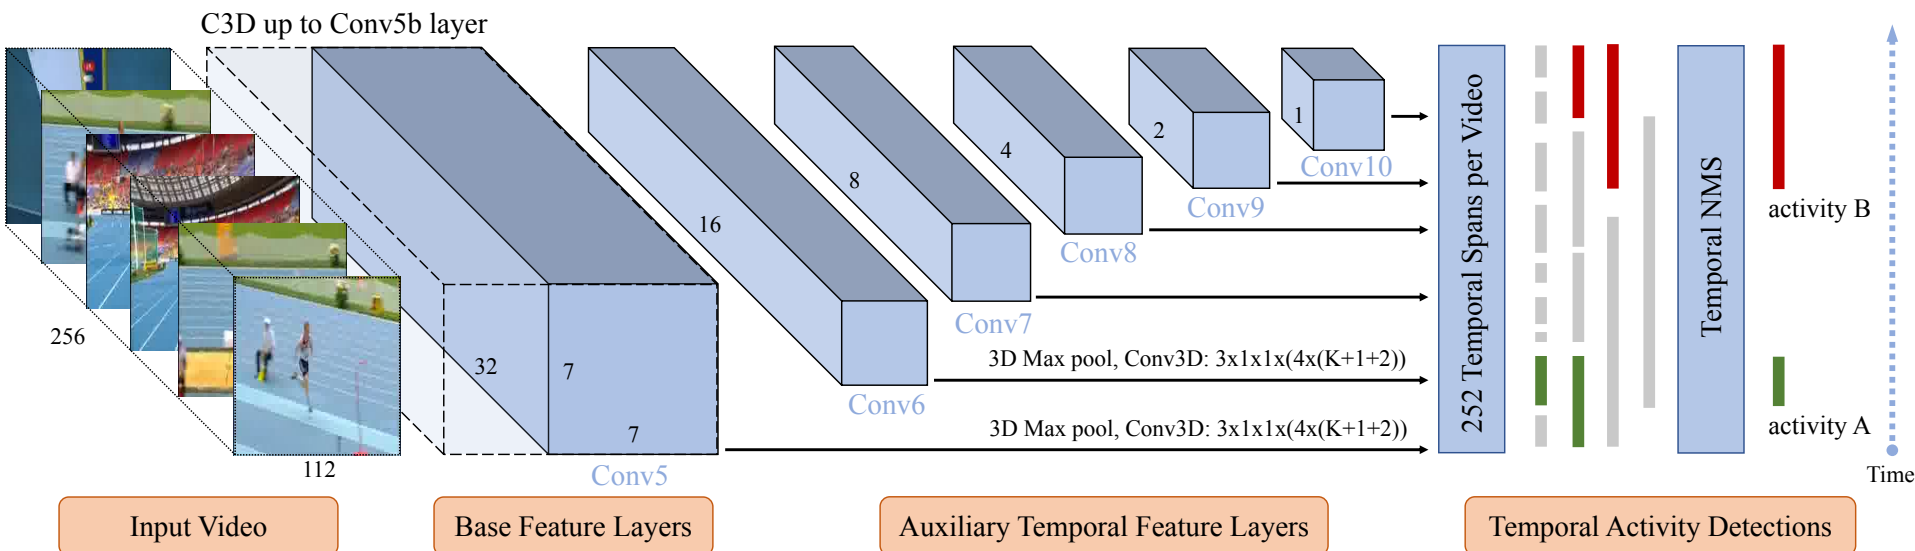 C3D up to Conv5b layer
256
112
32
7
7
Conv5
16
Conv6
8
Conv7
4
Conv8
2
Conv9
1
Conv10
3D Max pool, Conv3D: 3x1x1x(4x(K+1+2))
3D Max pool, Conv3D: 3x1x1x(4x(K+1+2))
252 Temporal Spans per Video
Temporal NMS
activity B
activity A
Time
Input Video
Base Feature Layers
Auxiliary Temporal Feature Layers
Temporal Activity Detections